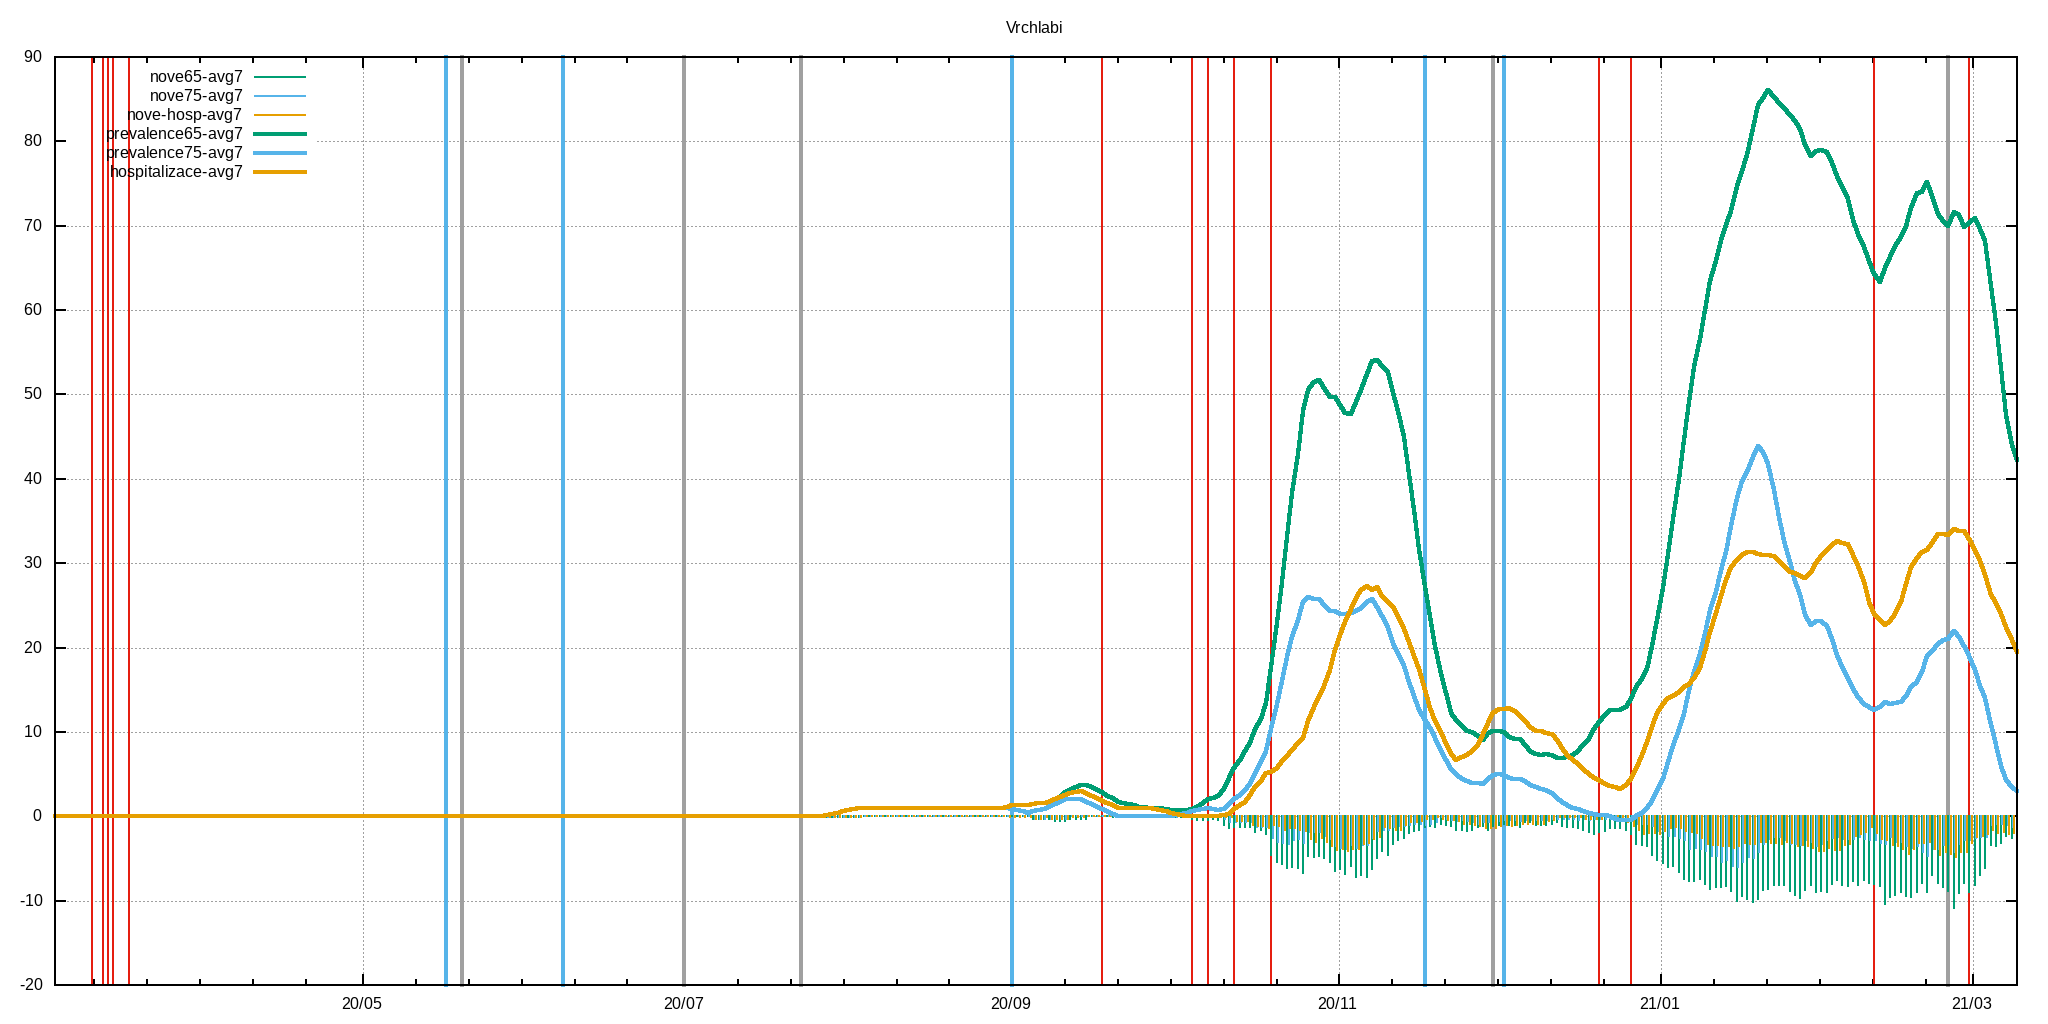 Vrchlabi
90
80
70
60
50
40
30
20
10
0
-10
-20
nove65-avg7
nove75-avg7
nove-hosp-avg7
prevalence65-avg7
prevalence75-avg7
hospitalizace-avg7
20/05 20/07 20/09 20/11 21/01 21/03